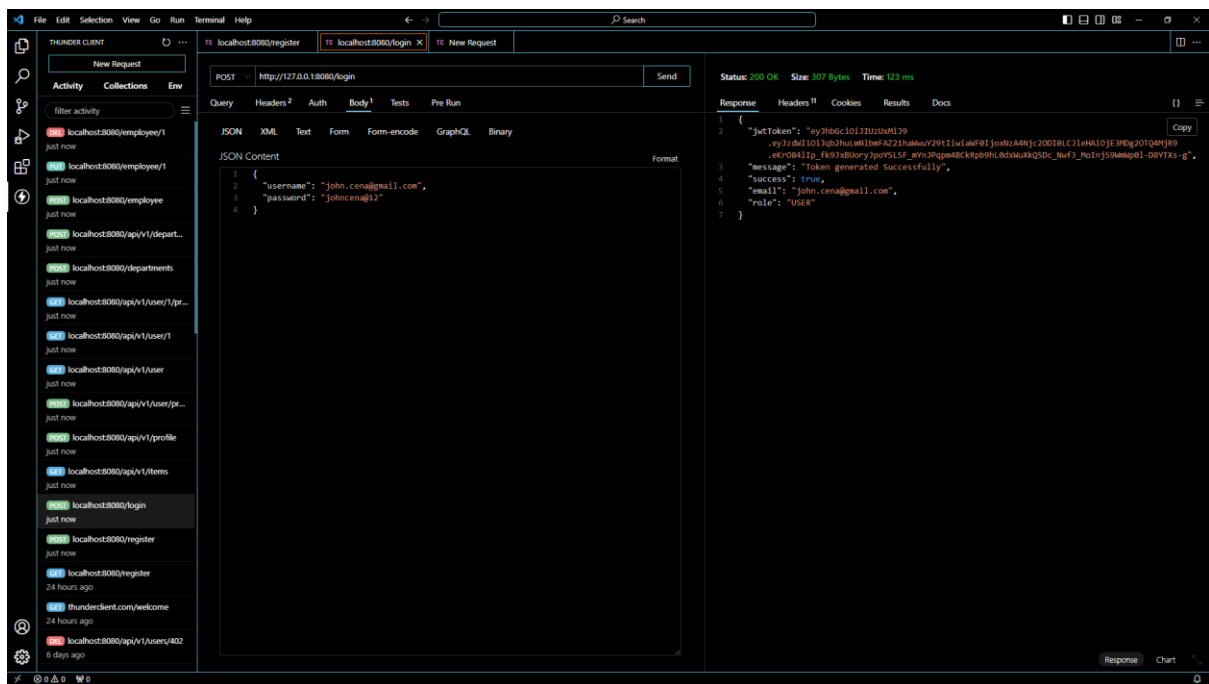 File Edit Selection View Go Run Terminal Help
Search
THUNDER CLIENT
New Request
Activity Collections Env
filter activity
DEL localhost:8080/employee/1
just now
PUT localhost:8080/employee/1
just now
POST localhost:8080/employee
just now
POST localhost:8080/api/v1/depart...
just now
POST localhost:8080/departments
just now
GET localhost:8080/api/v1/user/1/pr...
just now
GET localhost:8080/api/v1/user/1
just now
GET localhost:8080/api/v1/user
just now
POST localhost:8080/api/v1/user/pr...
just now
POST localhost:8080/api/v1/profile
just now
GET localhost:8080/api/v1/items
just now
POST localhost:8080/login
just now
POST localhost:8080/register
just now
GET localhost:8080/register
24 hours ago
GET thunderclient.com/welcome
24 hours ago
DEL localhost:8080/api/v1/users/402
6 days ago
TC localhost:8080/register TC localhost:8080/login TC New Request
POST http://127.0.0.1:8080/login Send
Query Headers 2 Auth Body 1 Tests Pre Run
JSON XML Text Form Form-encode GraphQL Binary
JSON Content Format
1 {
2 "username": "john.cena@gmail.com",
3 "password": "johncena@12"
4 }
Status: 200 OK Size: 307 Bytes Time: 123 ms
Response Headers 11 Cookies Results Docs {}
Copy
1 {
2 "jwtToken": "eyJhbGciOiJIUzUxMiJ9
3 "message": "Token generated Successfully",
4 "success": true,
5 "email": "john.cena@gmail.com",
6 "role": "USER"
7 }
Response Chart
0 0 0